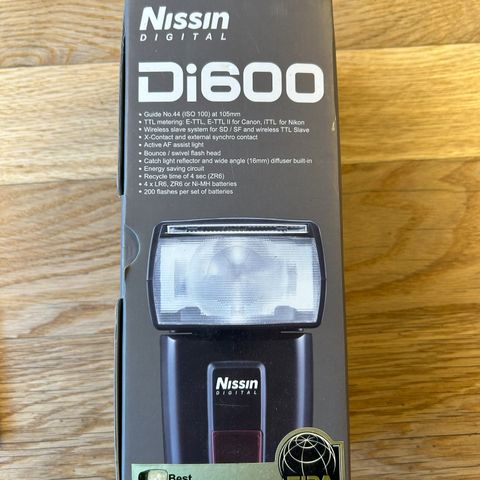 Nissin
DIGITAL
Di600
• Guide No.44 (ISO 100) at 105mm
• TTL metering: E-TTL, E-TTL II for Canon, iTTL for Nikon
• Wireless slave system for SD / SF and wireless TTL Slave
• X-Contact and external synchro contact
• Active AF assist light
• Bounce / swivel flash head
• Catch light reflector and wide angle (16mm) diffuser built-in
• Energy saving circuit
• Recycle time of 4 sec (ZR6)
• 4 x LR6, ZR6 or Ni-MH batteries
• 200 flashes per set of batteries
Nissin
DIGITAL
Best